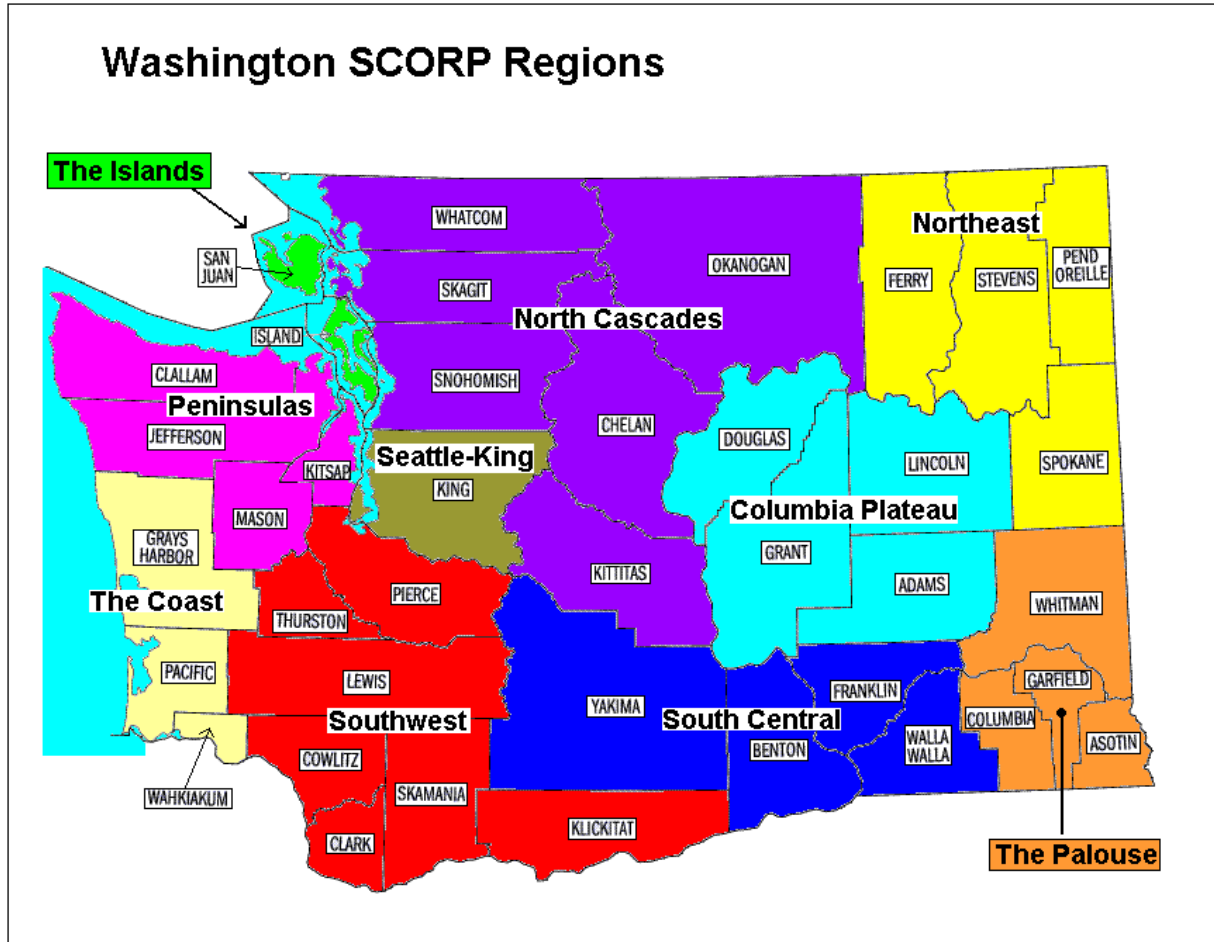 Washington SCORP Regions
The Islands
WHATCOM
Northeast
SAN
JUAN
OKANOGAN
PEND
OREILLE
FERRY
STEVENS
SKAGIT
North Cascades
ISLAND
CLALLAM
SNOHOMISH
Peninsulas
CHELAN
JEFFERSON
DOUGLAS
Seattle-King
LINCOLN
SPOKANE
KITSAP
KING
Columbia Plateau
MASON
GRAYS
HARBOR
GRANT
KITTITAS
ADAMS
PIERCE
The Coast
WHITMAN
THURSTON
PACIFIC
LEWIS
GARFIELD
FRANKLIN
YAKIMA
Southwest
South Central
COLUMBIA
WALLA
WALLA
ASOTIN
BENTON
COWLITZ
SKAMANIA
WAHKIAKUM
KLICKITAT
CLARK
The Palouse